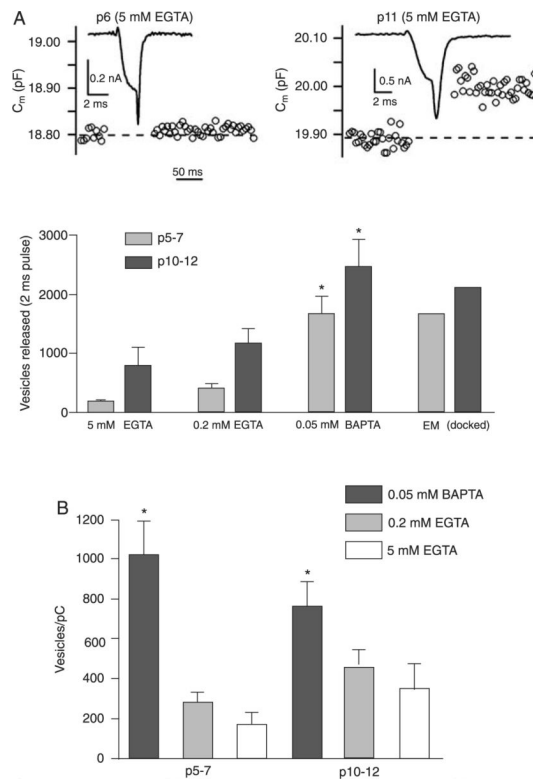 A
p6 (5 mM EGTA)
p11 (5 mM EGTA)
19.00
18.90
18.80
Cm (pF)
0.2 nA
2 ms
50 ms
20.10
20.00
19.90
Cm (pF)
0.5 nA
2 ms
Vesicles released (2 ms pulse)
3000
2000
1000
0
p5-7
p10-12
*
*
5 mM EGTA
0.2 mM EGTA
0.05 mM BAPTA
EM (docked)
B
Vesicles/pC
1200
1000
800
600
400
200
0
*
*
0.05 mM BAPTA
0.2 mM EGTA
5 mM EGTA
p5-7
p10-12